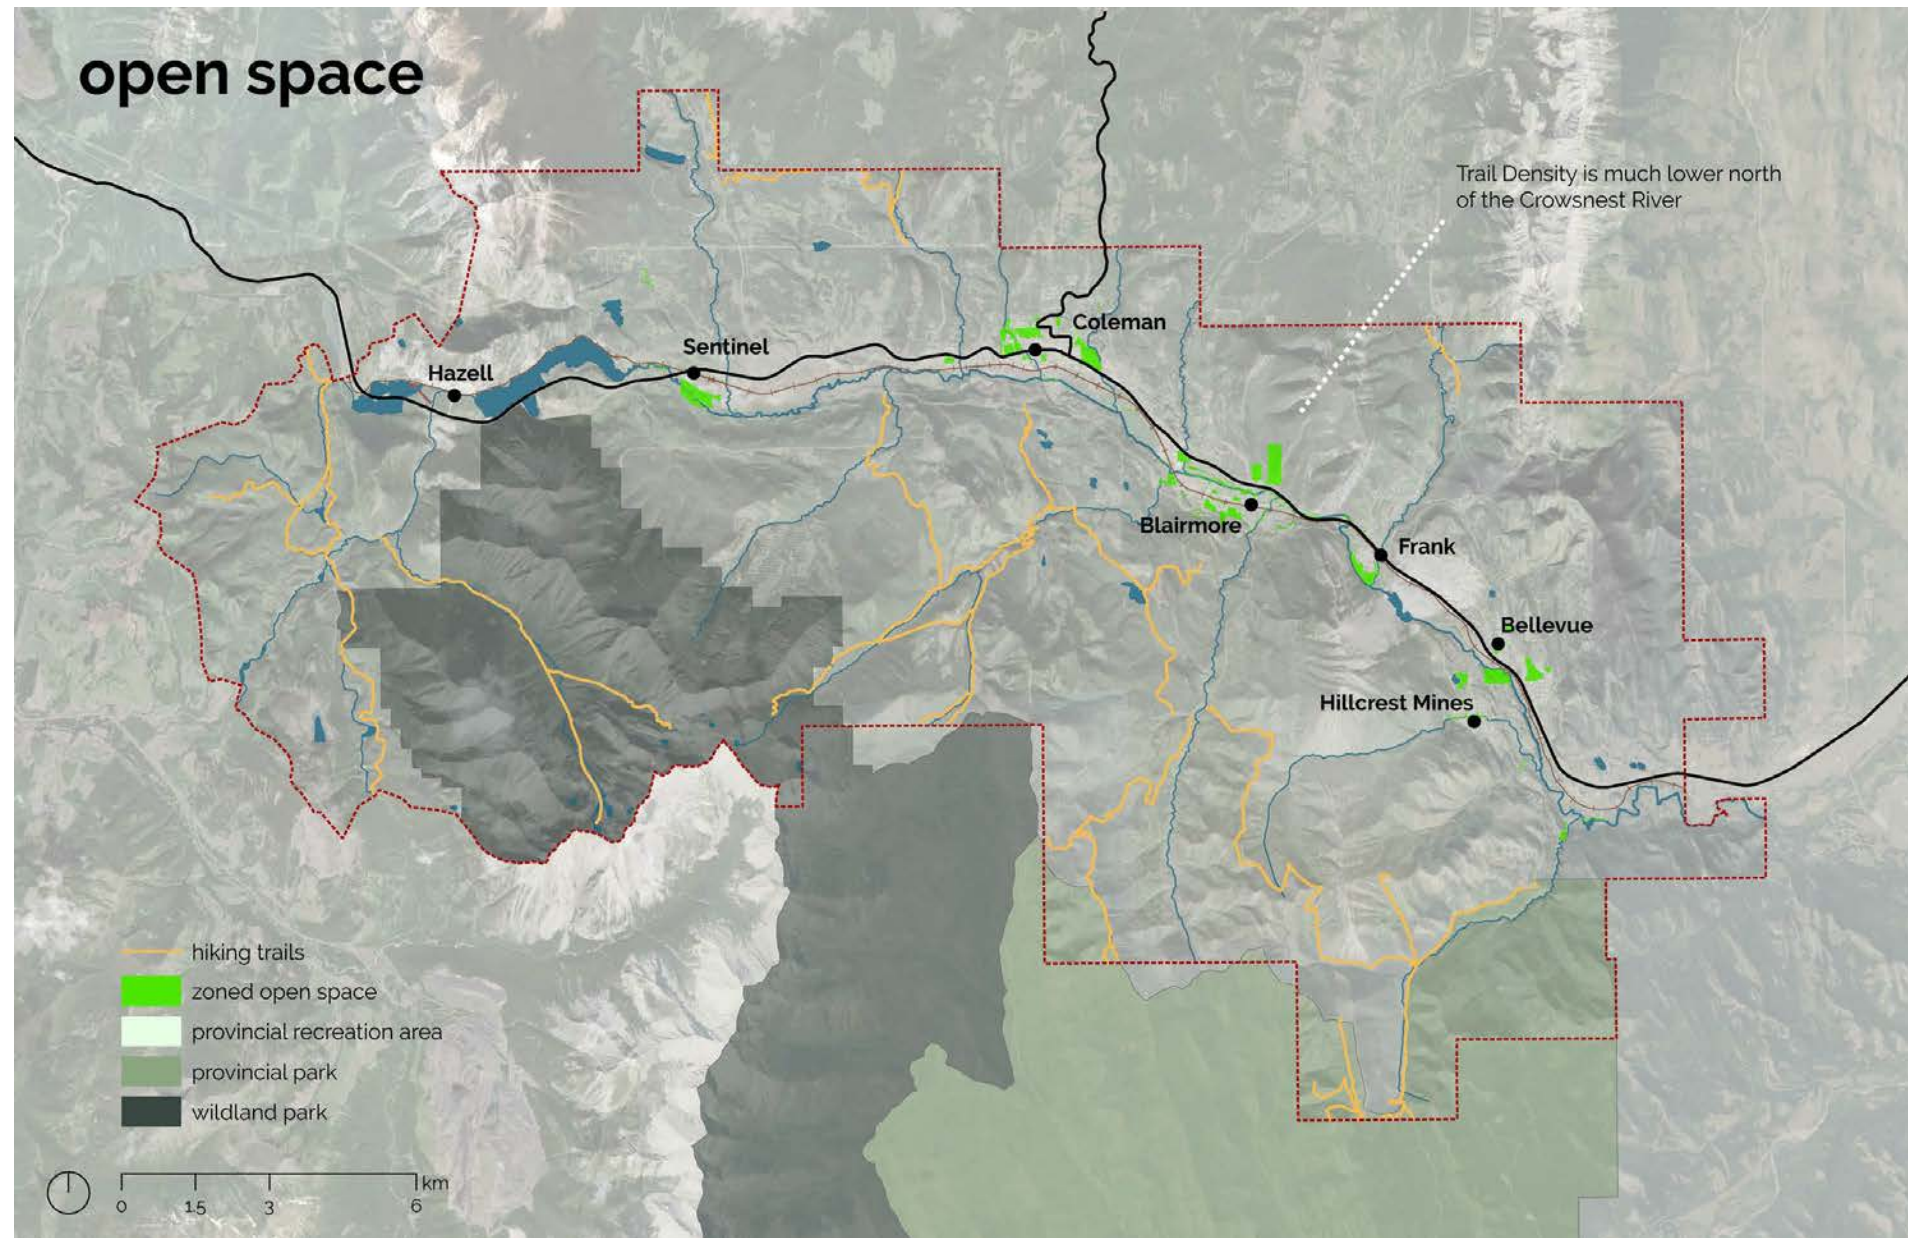 open space
Trail Density is much lower north
of the Crowsnest River
Coleman
Sentinel
Hazell
Blairmore
Frank
Bellevue
Hillcrest Mines
hiking trails
zoned open space
provincial recreation area
provincial park
wildland park
km
0 1.5 3 6